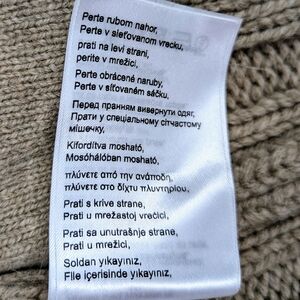 Perte rubom nahor,
Perte v sieťovanom vrecku,
prati na levi strani,
perite v mrežici,
Perte obrácené naruby,
Perte v síťovaném sáčku,
Перед пранням вивернути одяг,
Прати у спеціальному сітчастому
мішечку,
Kifordítva mosható,
Mosóhálóban mosható,
πλύνετε από την ανάποδη,
πλύνετε στο δίχτυ πλυντηρίου,
Prati s krive strane,
Prati u mrežastoj vrećici,
Prati sa unutrašnje strane,
Prati u mrežici,
Soldan yıkayınız,
File içerisinde yıkayınız,